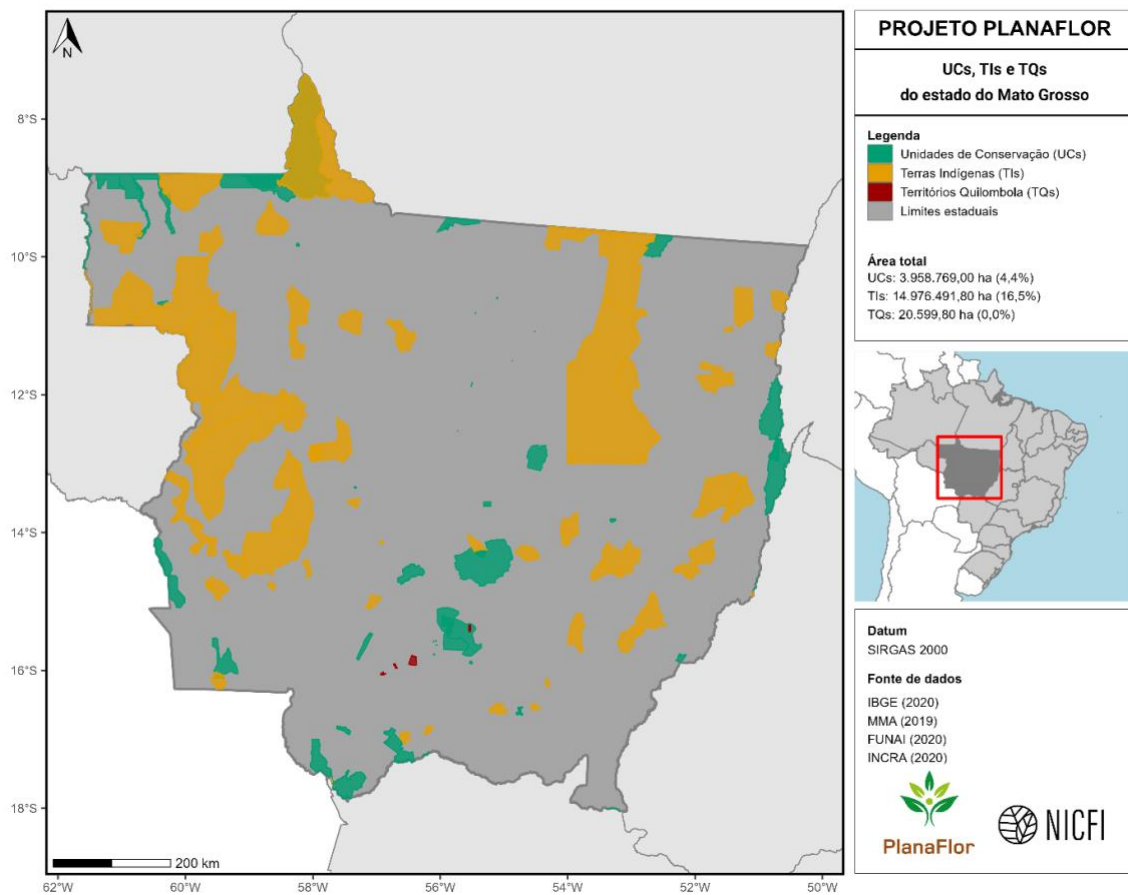 N
8°S
10°S
12°S
14°S
16°S
18°S
200 km
62°W
60°W
58°W
56°W
54°W
52°W
50°W
PROJETO PLANAFLOR
UCs, TIs e TQs
do estado do Mato Grosso
Legenda
Unidades de Conservação (UCs)
Terras Indígenas (TIs)
Territórios Quilombola (TQs)
Limites estaduais
Área total
UCs: 3.958.769,00 ha (4,4%)
TIs: 14.976.491,80 ha (16,5%)
TQs: 20.599,80 ha (0,0%)
Datum
SIRGAS 2000
Fonte de dados
IBGE (2020)
MMA (2019)
FUNAI (2020)
INCRA (2020)
PlanaFlor
NICFI